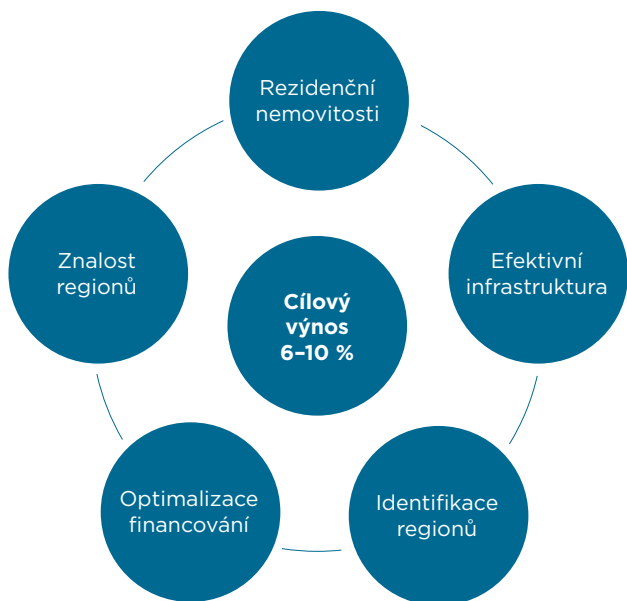 Rezidenční
nemovitosti
Efektivní
infrastruktura
Identifikace
regionů
Optimalizace
financování
Znalost
regionů
Cílový
výnos
6–10 %